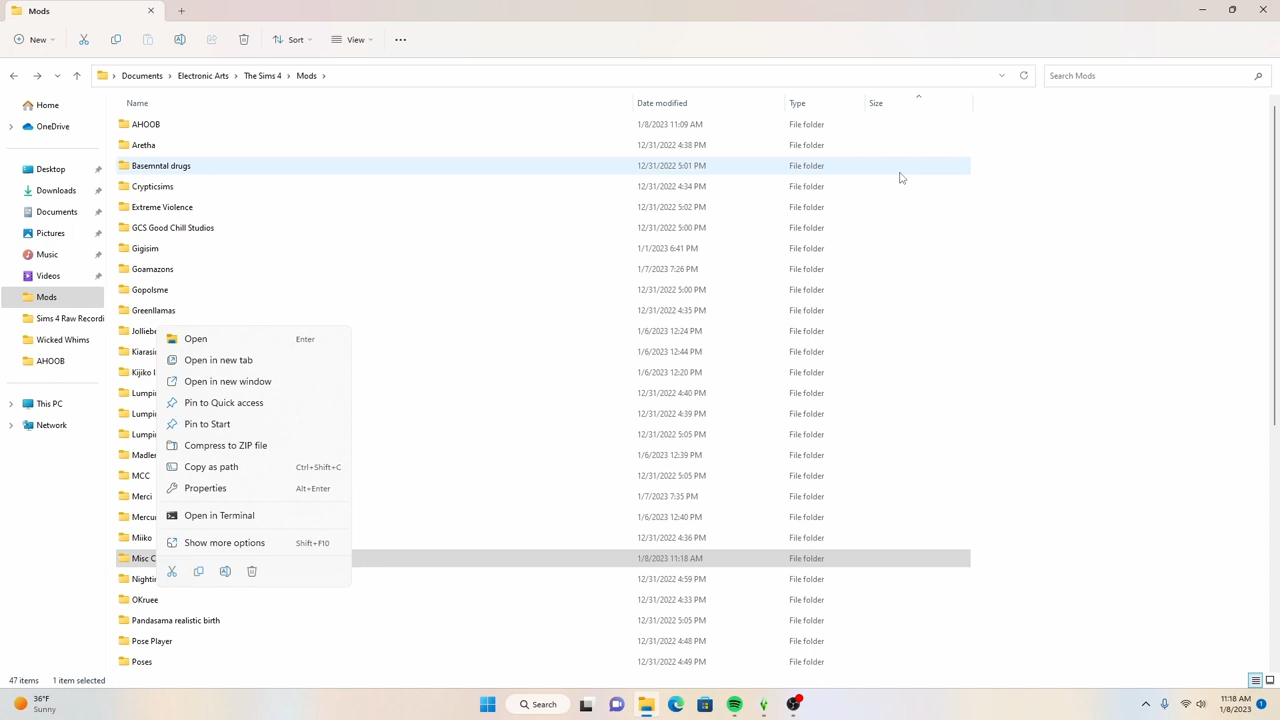 Mods
New
Sort
View
Documents > Electronic Arts > The Sims 4 > Mods >
Search Mods
Name Date modified Type Size
Home
OneDrive
Desktop
Downloads
Documents
Pictures
Music
Videos
Mods
Sims 4 Raw Recordi
Wicked Whims
AHOOB
This PC
Network
AHOOB 1/8/2023 11:09 AM File folder
Aretha 12/31/2022 4:38 PM File folder
Basemntal drugs 12/31/2022 5:01 PM File folder
Crypticsims 12/31/2022 4:34 PM File folder
Extreme Violence 12/31/2022 5:02 PM File folder
GCS Good Chill Studios 12/31/2022 5:00 PM File folder
Gigisim 1/1/2023 6:41 PM File folder
Goamazons 1/7/2023 7:26 PM File folder
Gopolsme 12/31/2022 5:00 PM File folder
Greenllamas 12/31/2022 4:35 PM File folder
Jolliebe 1/6/2023 12:24 PM File folder
Kiarasi 1/6/2023 12:44 PM File folder
Kijiko 1/6/2023 12:20 PM File folder
Lumpi 12/31/2022 4:40 PM File folder
Lumpi 12/31/2022 4:39 PM File folder
Lumpi 12/31/2022 5:05 PM File folder
Madle 1/6/2023 12:39 PM File folder
MCC 12/31/2022 5:05 PM File folder
Merci 1/7/2023 7:35 PM File folder
Mercu 1/6/2023 12:40 PM File folder
Miiko 12/31/2022 4:36 PM File folder
Misc C 1/8/2023 11:18 AM File folder
Nighti 12/31/2022 4:59 PM File folder
OKruee 12/31/2022 4:33 PM File folder
Pandasama realistic birth 12/31/2022 5:05 PM File folder
Pose Player 12/31/2022 4:48 PM File folder
Poses 12/31/2022 4:49 PM File folder
Open Enter
Open in new tab
Open in new window
Pin to Quick access
Pin to Start
Compress to ZIP file
Copy as path Ctrl+Shift+C
Properties Alt+Enter
Open in Terminal
Show more options Shift+F10
47 items 1 item selected
36°F
Sunny
Search
11:18 AM
1/8/2023
1